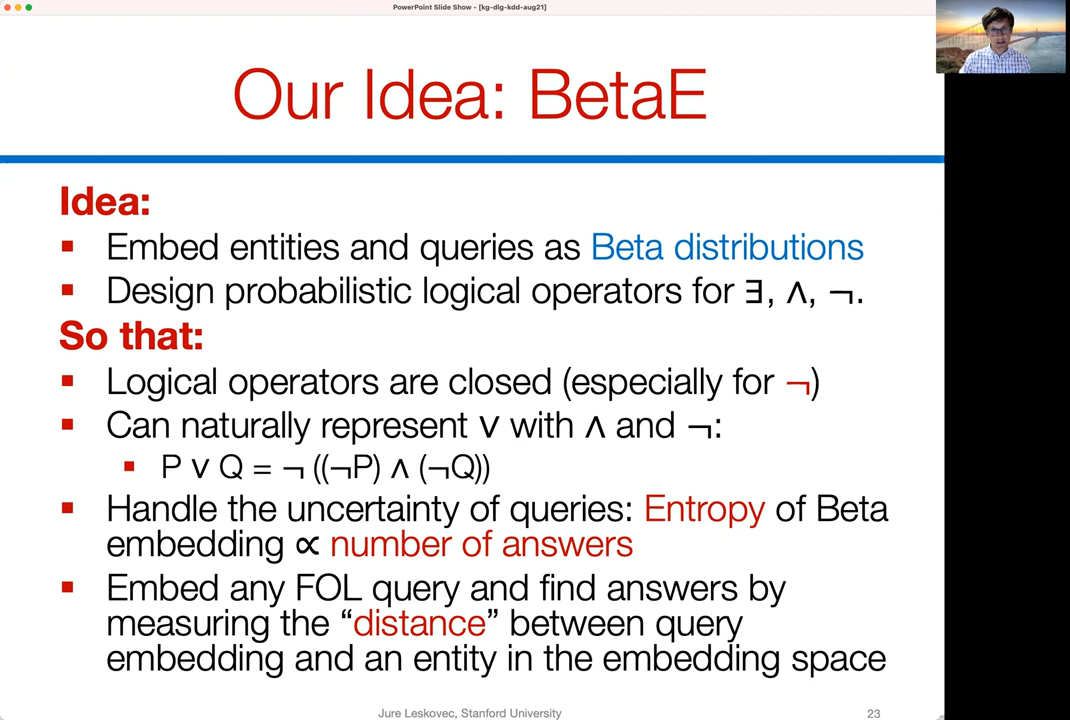 PowerPoint Slide Show - [kg-dlg-kdd-aug21]
Our Idea: BetaE
Idea:
▪ Embed entities and queries as Beta distributions
▪ Design probabilistic logical operators for ∃, ∧, ¬.
So that:
▪ Logical operators are closed (especially for ¬)
▪ Can naturally represent ∨ with ∧ and ¬:
▪ P ∨ Q = ¬ ((¬P) ∧ (¬Q))
▪ Handle the uncertainty of queries: Entropy of Beta
embedding ∝ number of answers
▪ Embed any FOL query and find answers by
measuring the “distance” between query
embedding and an entity in the embedding space
Jure Leskovec, Stanford University
23